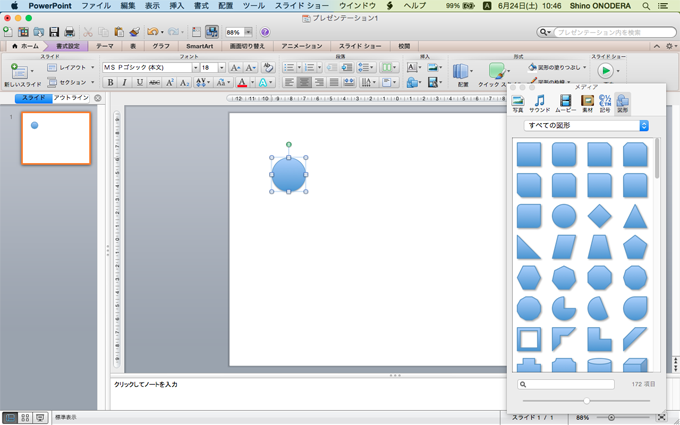 PowerPoint ファイル 編集 表示 挿入 書式 配置 ツール スライド ショー ウインドウ ヘルプ 99% A 6月24日(土) 10:46 Shino ONODERA
プレゼンテーション1
88% プレゼンテーション内を検索
ホーム 書式設定 テーマ 表 グラフ SmartArt 画面切り替え アニメーション スライド ショー 校閲
スライド フォント 段落 挿入 形式 スライド ショー
新しいスライド レイアウト セクション
MS Pゴシック (本文) 18
B I U ABC
配置 クイック ス
図形の塗りつぶし
再生
スライド アウトライン
1
メディア
写真 サウンド ムービー 素材 記号 図形
すべての図形
172 項目
クリックしてノートを入力
標準表示 スライド 1 / 1 88%